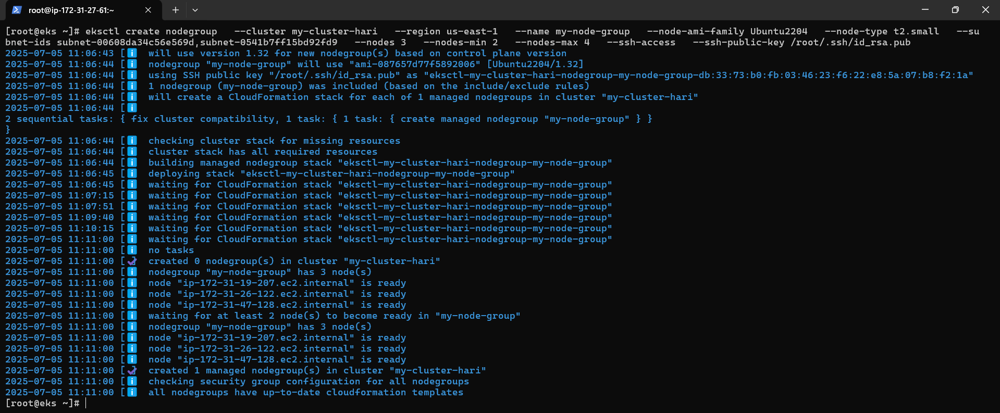 root@ip-172-31-27-61:~
[root@eks ~]# eksctl create nodegroup   --cluster my-cluster-hari   --region us-east-1   --name my-node-group   --node-ami-family Ubuntu2204   --node-type t2.small   --su
bnet-ids subnet-00608da34c56e569d,subnet-0541b7ff15bd92fd9   --nodes 3   --nodes-min 2   --nodes-max 4   --ssh-access   --ssh-public-key /root/.ssh/id_rsa.pub
2025-07-05 11:06:43 [ℹ  will use version 1.32 for new nodegroup(s) based on control plane version
2025-07-05 11:06:44 [ℹ  nodegroup "my-node-group" will use "ami-087657d77f5892006" [Ubuntu2204/1.32]
2025-07-05 11:06:44 [ℹ  using SSH public key "/root/.ssh/id_rsa.pub" as "eksctl-my-cluster-hari-nodegroup-my-node-group-db:33:73:b0:fb:03:46:23:f6:22:e8:5a:07:b8:f2:1a"
2025-07-05 11:06:44 [ℹ  1 nodegroup (my-node-group) was included (based on the include/exclude rules)
2025-07-05 11:06:44 [ℹ  will create a CloudFormation stack for each of 1 managed nodegroups in cluster "my-cluster-hari"
2025-07-05 11:06:44 [ℹ
2 sequential tasks: { fix cluster compatibility, 1 task: { 1 task: { create managed nodegroup "my-node-group" } }
}
2025-07-05 11:06:44 [ℹ  checking cluster stack for missing resources
2025-07-05 11:06:44 [ℹ  cluster stack has all required resources
2025-07-05 11:06:44 [ℹ  building managed nodegroup stack "eksctl-my-cluster-hari-nodegroup-my-node-group"
2025-07-05 11:06:45 [ℹ  deploying stack "eksctl-my-cluster-hari-nodegroup-my-node-group"
2025-07-05 11:06:45 [ℹ  waiting for CloudFormation stack "eksctl-my-cluster-hari-nodegroup-my-node-group"
2025-07-05 11:07:15 [ℹ  waiting for CloudFormation stack "eksctl-my-cluster-hari-nodegroup-my-node-group"
2025-07-05 11:07:51 [ℹ  waiting for CloudFormation stack "eksctl-my-cluster-hari-nodegroup-my-node-group"
2025-07-05 11:09:40 [ℹ  waiting for CloudFormation stack "eksctl-my-cluster-hari-nodegroup-my-node-group"
2025-07-05 11:10:15 [ℹ  waiting for CloudFormation stack "eksctl-my-cluster-hari-nodegroup-my-node-group"
2025-07-05 11:11:00 [ℹ  waiting for CloudFormation stack "eksctl-my-cluster-hari-nodegroup-my-node-group"
2025-07-05 11:11:00 [ℹ  no tasks
2025-07-05 11:11:00 [✔]  created 0 nodegroup(s) in cluster "my-cluster-hari"
2025-07-05 11:11:00 [ℹ  nodegroup "my-node-group" has 3 node(s)
2025-07-05 11:11:00 [ℹ  node "ip-172-31-19-207.ec2.internal" is ready
2025-07-05 11:11:00 [ℹ  node "ip-172-31-26-122.ec2.internal" is ready
2025-07-05 11:11:00 [ℹ  node "ip-172-31-47-128.ec2.internal" is ready
2025-07-05 11:11:00 [ℹ  waiting for at least 2 node(s) to become ready in "my-node-group"
2025-07-05 11:11:00 [ℹ  nodegroup "my-node-group" has 3 node(s)
2025-07-05 11:11:00 [ℹ  node "ip-172-31-19-207.ec2.internal" is ready
2025-07-05 11:11:00 [ℹ  node "ip-172-31-26-122.ec2.internal" is ready
2025-07-05 11:11:00 [ℹ  node "ip-172-31-47-128.ec2.internal" is ready
2025-07-05 11:11:00 [✔]  created 1 managed nodegroup(s) in cluster "my-cluster-hari"
2025-07-05 11:11:00 [ℹ  checking security group configuration for all nodegroups
2025-07-05 11:11:00 [ℹ  all nodegroups have up-to-date cloudformation templates
[root@eks ~]#